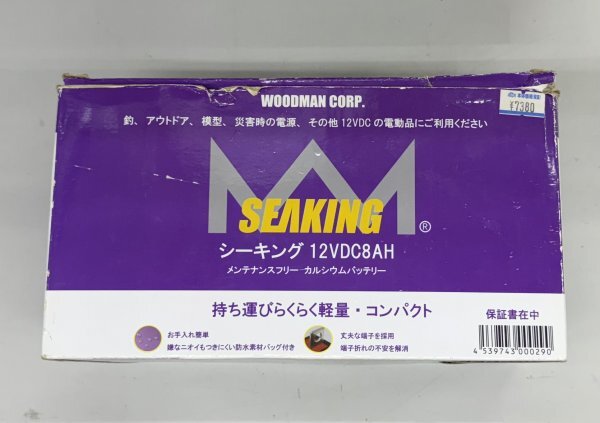 WOODMAN CORP.
¥7380
釣、アウトドア、模型、災害時の電源、その他12VDCの電動品にご利用ください
SEAKING®
シーキング 12VDC8AH
メンテナンスフリー カルシウムバッテリー
持ち運びらくらく軽量・コンパクト
保証書在中
お手入れ簡単
嫌なニオイもつきにくい防水素材バッグ付き
丈夫な端子を採用
端子折れの不安を解消
4 539743 000290